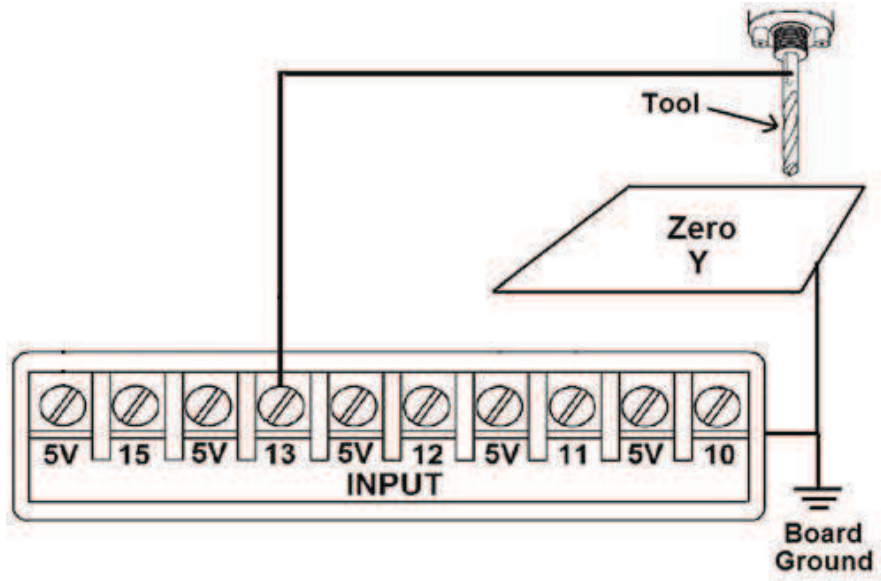 Tool
Zero
Y
5V 15 5V 13 5V 12 5V 11 5V 10
INPUT
Board
Ground